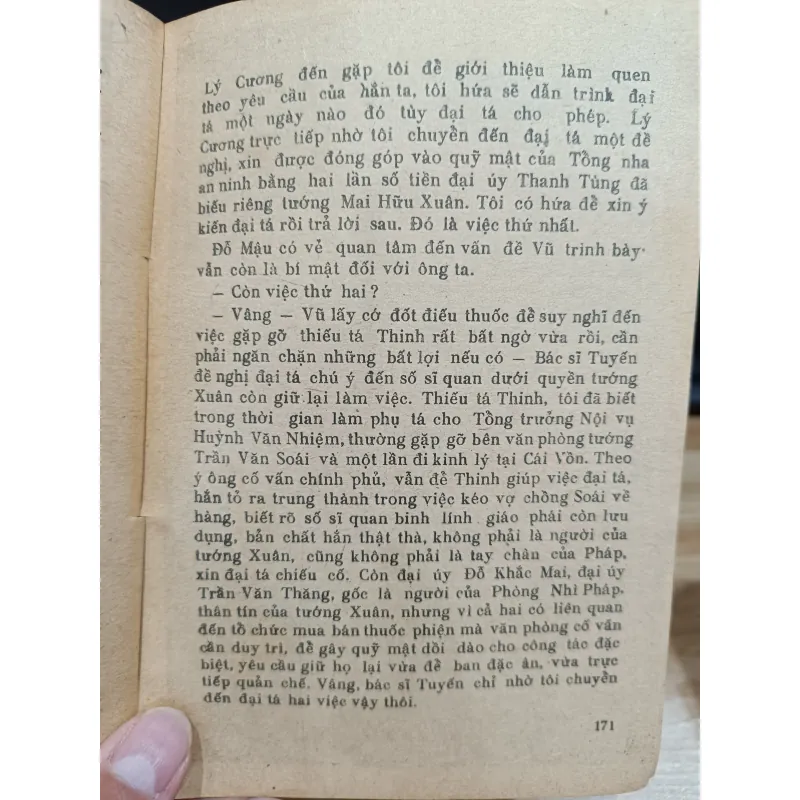 Lý Cương đến gặp tôi để giới thiệu làm quen
theo yêu cầu của hắn ta, tôi hứa sẽ dẫn trình đại
tá một ngày nào đó tùy đại tá cho phép. Lý
Cương trực tiếp nhờ tôi chuyển đến đại tá một đề
nghị, xin được đóng góp vào quỹ mật của Tổng nha
an ninh bằng hai lần số tiền đại úy Thanh Tùng đã
biếu riêng tướng Mai Hữu Xuân. Tôi có hứa để xin ý
kiến đại tá rồi trả lời sau. Đó là việc thứ nhất.
Đỗ Mậu có vẻ quan tâm đến vấn đề Vũ trinh bày.
vẫn còn là bí mật đối với ông ta.
— Còn việc thứ hai ?
— Vâng — Vũ lấy cớ đốt điếu thuốc để suy nghĩ đến
việc gặp gỡ thiếu tá Thinh rất bất ngờ vừa rồi, cần
phải ngăn chặn những bất lợi nếu có — Bác sĩ Tuyến
đề nghị đại tá chú ý đến số sĩ quan dưới quyền tướng
Xuân còn giữ lại làm việc. Thiếu tá Thinh, tôi đã biết
trong thời gian làm phụ tá cho Tổng trưởng Nội vụ
Huỳnh Văn Nhiệm, thường gặp gỡ bên văn phòng tướng
Trần Văn Soái và một lần đi kinh lý tại Cái Vồn. Theo
ý ông cố vấn chính phủ, vẫn để Thinh giúp việc đại tá,
hắn tỏ ra trung thành trong việc kéo vợ chồng Soái về
hàng, biết rõ số sĩ quan binh lính giáo phái còn lưu
dụng, bản chất hắn thật thà, không phải là người của
tướng Xuân, cũng không phải là tay chân của Pháp.
xin đại tá chiếu cố. Còn đại úy Đỗ Khắc Mai, đại úy
Trần Văn Thăng, gốc là người của Phòng Nhì Pháp.
thân tín của tướng Xuân, nhưng vì cả hai có liên quan
đến tổ chức mua bán thuốc phiện mà văn phòng cố vấn
cần duy trì, để gây quỹ mật dồi dào cho công tác đặc
biệt, yêu cầu giữ họ lại vừa để ban đặc ân, vừa trực
tiếp quản chế. Vâng, bác sĩ Tuyến chỉ nhờ tôi chuyển
đến đại tá hai việc vậy thôi.
171